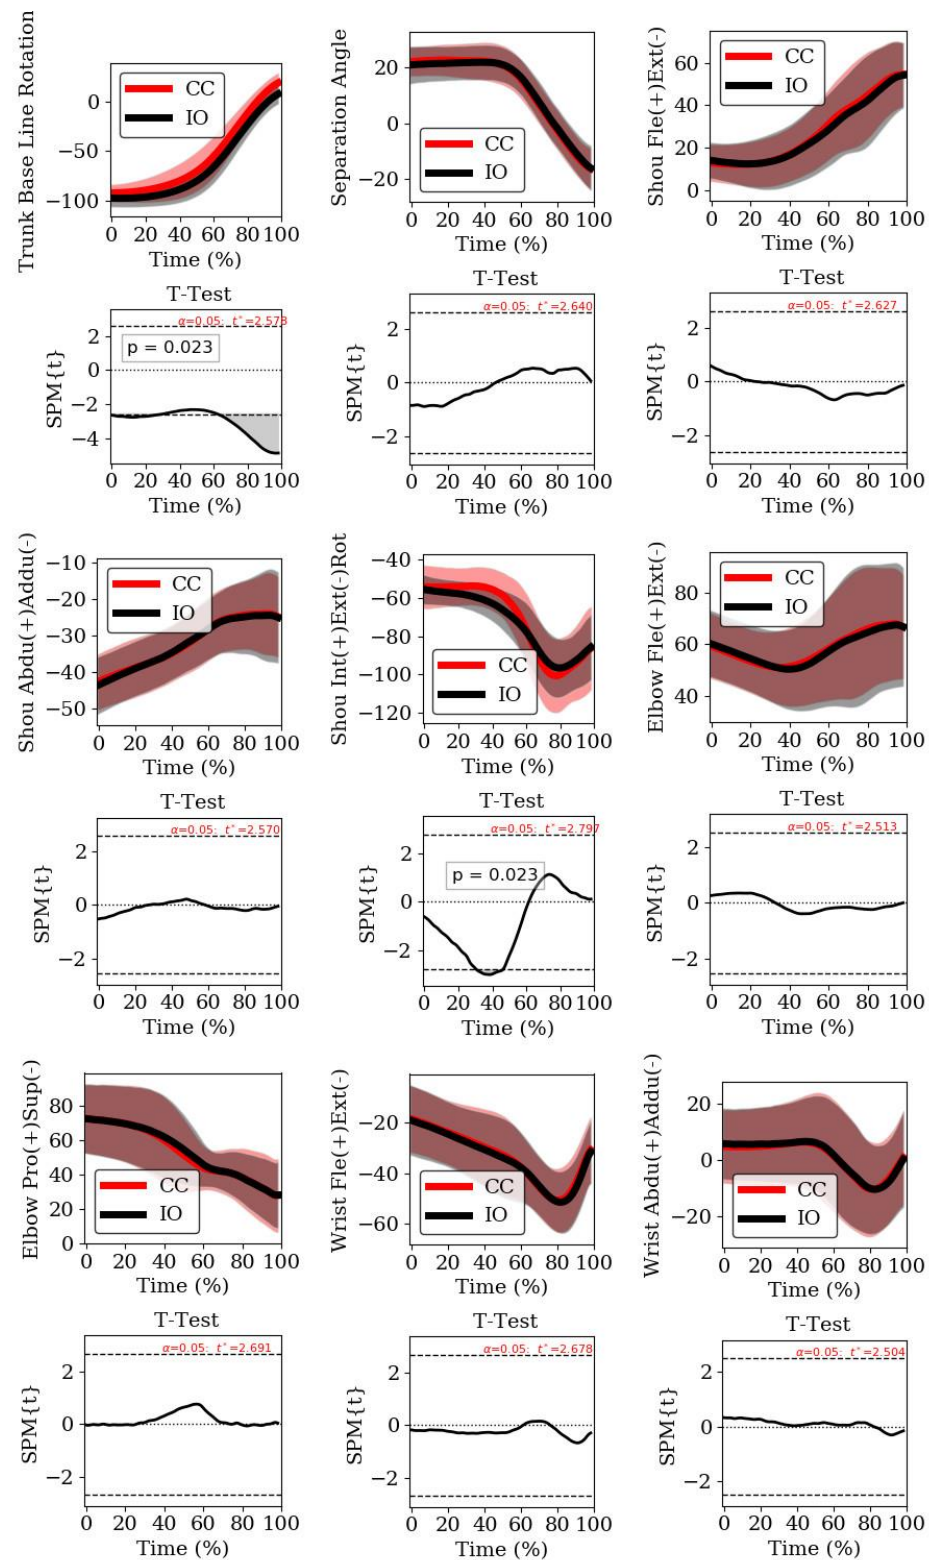 Trunk Base Line Rotation
0
−50
−100
CC
IO
0 20 40 60 80 100
Time (%)
Separation Angle
20
0
−20
CC
IO
0 20 40 60 80 100
Time (%)
Shou Fle(+)Ext(-)
60
40
20
0
CC
IO
0 20 40 60 80 100
Time (%)
T-Test
SPM{t}
2
0
−2
−4
α=0.05: t*=2.578
p = 0.023
0 20 40 60 80 100
Time (%)
SPM{t}
2
0
−2
α=0.05: t*=2.640
0 20 40 60 80 100
Time (%)
SPM{t}
2
0
−2
α=0.05: t*=2.627
0 20 40 60 80 100
Time (%)
Shou Abdu(+)Addu(-)
−10
−20
−30
−40
−50
CC
IO
0 20 40 60 80 100
Time (%)
Shou Int(+)Ext(-)Rot
−40
−60
−80
−100
−120
CC
IO
0 20 40 60 80 100
Time (%)
Elbow Fle(+)Ext(-)
80
60
40
CC
IO
0 20 40 60 80 100
Time (%)
T-Test
SPM{t}
2
0
−2
α=0.05: t*=2.570
0 20 40 60 80 100
Time (%)
T-Test
SPM{t}
2
0
−2
α=0.05: t*=2.797
p = 0.023
0 20 40 60 80 100
Time (%)
T-Test
SPM{t}
2
0
−2
α=0.05: t*=2.513
0 20 40 60 80 100
Time (%)
Elbow Pro(+)Sup(-)
80
60
40
20
0
CC
IO
0 20 40 60 80 100
Time (%)
Wrist Fle(+)Ext(-)
−20
−40
−60
CC
IO
0 20 40 60 80 100
Time (%)
Wrist Abdu(+)Addu(-)
20
0
−20
CC
IO
0 20 40 60 80 100
Time (%)
T-Test
SPM{t}
2
0
−2
α=0.05: t*=2.691
0 20 40 60 80 100
Time (%)
T-Test
SPM{t}
2
0
−2
α=0.05: t*=2.678
0 20 40 60 80 100
Time (%)
T-Test
SPM{t}
2
0
−2
α=0.05: t*=2.504
0 20 40 60 80 100
Time (%)